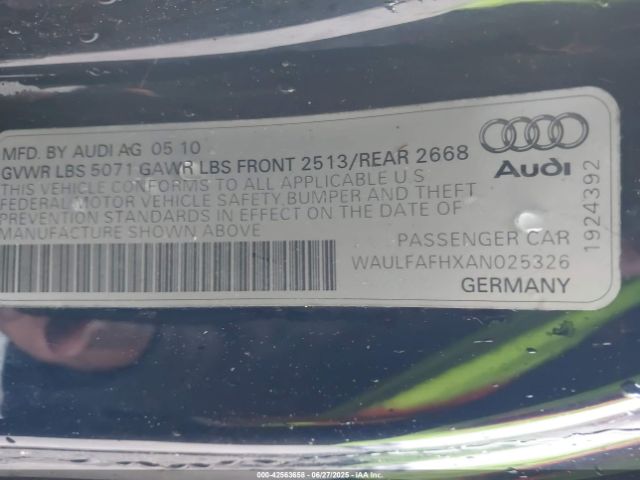 MFD. BY AUDI AG 05 10
GVWR LBS 5071 GAWR LBS FRONT 2513/REAR 2668
THIS VEHICLE CONFORMS TO ALL APPLICABLE U S
FEDERAL MOTOR VEHICLE SAFETY, BUMPER AND THEFT
PREVENTION STANDARDS IN EFFECT ON THE DATE OF
MANUFACTURE SHOWN ABOVE
Audi
PASSENGER CAR
WAULFAFHXAN025326
GERMANY
1924392
000-42563658 - 06/27/2025 - IAA Inc.